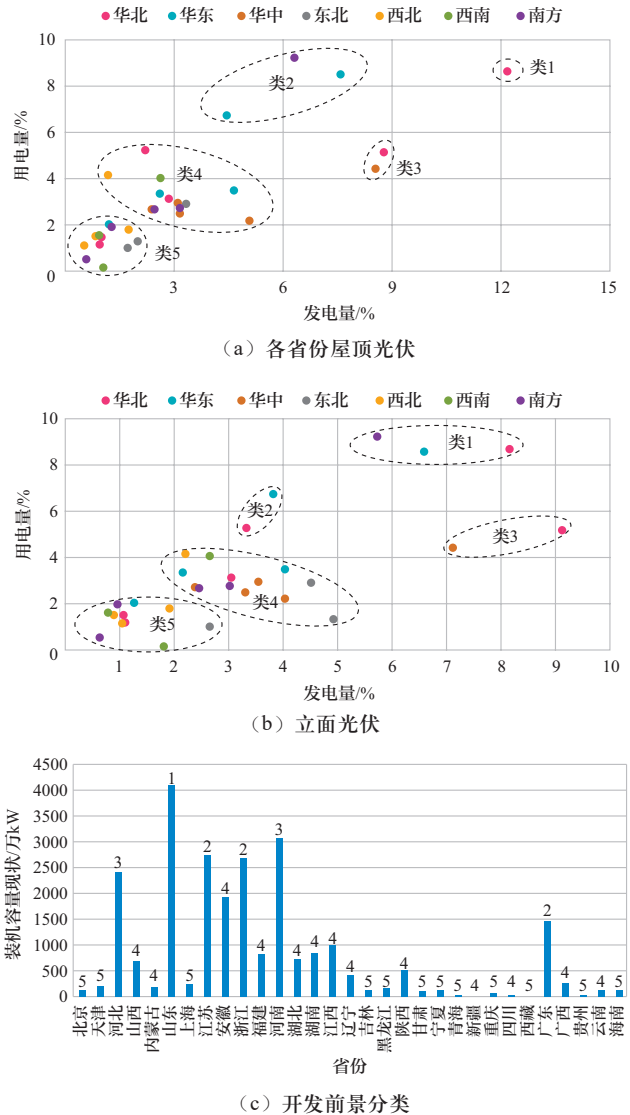 华北 华东 华中 东北 西北 西南 南方
10
8
6
4
2
0
用电量/%
类1
类2
类3
类4
类5
3 6 9 12 15
发电量/%
（a）各省份屋顶光伏
华北 华东 华中 东北 西北 西南 南方
10
8
6
4
2
0
用电量/%
类1
类2
类3
类4
类5
1 2 3 4 5 6 7 8 9 10
发电量/%
（b）立面光伏
4500
4000
3500
3000
2500
2000
1500
1000
500
0
装机容量现状/万kW
5 5 3 4 4 1 5 2 4 2 4 3 4 4 4 4 5 5 4 5 5 5 4 5 4 5 2 4 5 4 5
北京 天津 河北 山西 内蒙古 山东 上海 江苏 安徽 浙江 福建 河南 湖北 湖南 江西 辽宁 吉林 黑龙江 陕西 甘肃 宁夏 青海 新疆 重庆 四川 西藏 广东 广西 贵州 云南 海南
省份
（c）开发前景分类